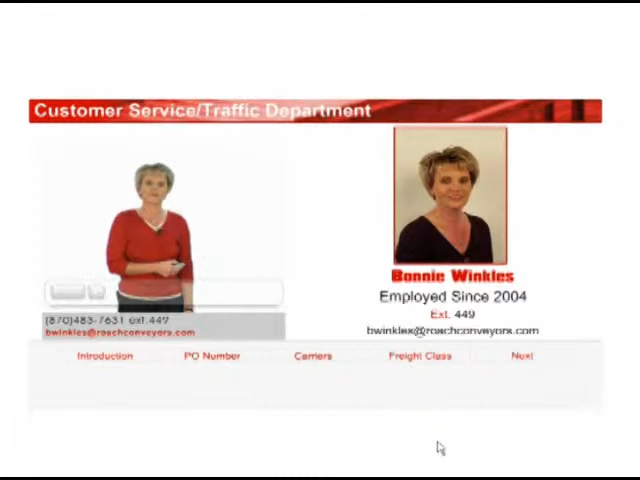 Customer Service/Traffic Department
Bonnie Winkles
Employed Since 2004
Ext. 449
bwinkles@roachconveyors.com
(870)483-7631 ext.449
bwinkles@roachconveyors.com
Introduction
PO Number
Carriers
Freight Class
Next